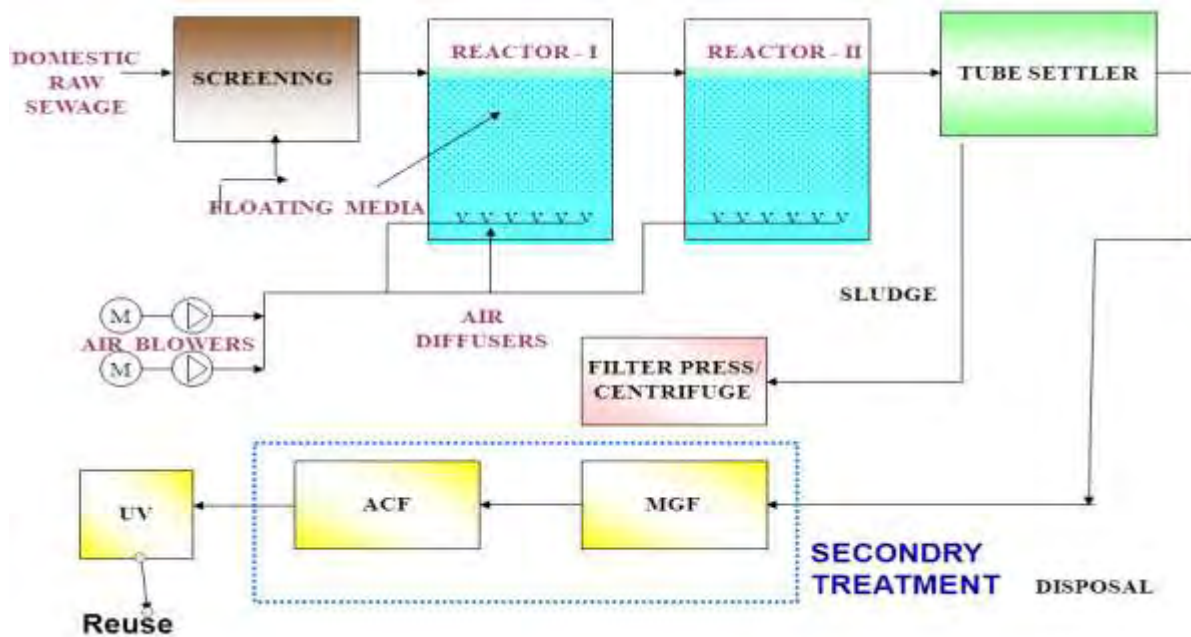 DOMESTIC
RAW
SEWAGE
SCREENING
REACTOR - I
REACTOR - II
TUBE SETTLER
FLOATING MEDIA
V V V V V V
V V V V V V
M
AIR BLOWERS
M
AIR
DIFFUSERS
SLUDGE
FILTER PRESS/
CENTRIFUGE
UV
ACF
MGF
SECONDRY
TREATMENT
DISPOSAL
Reuse